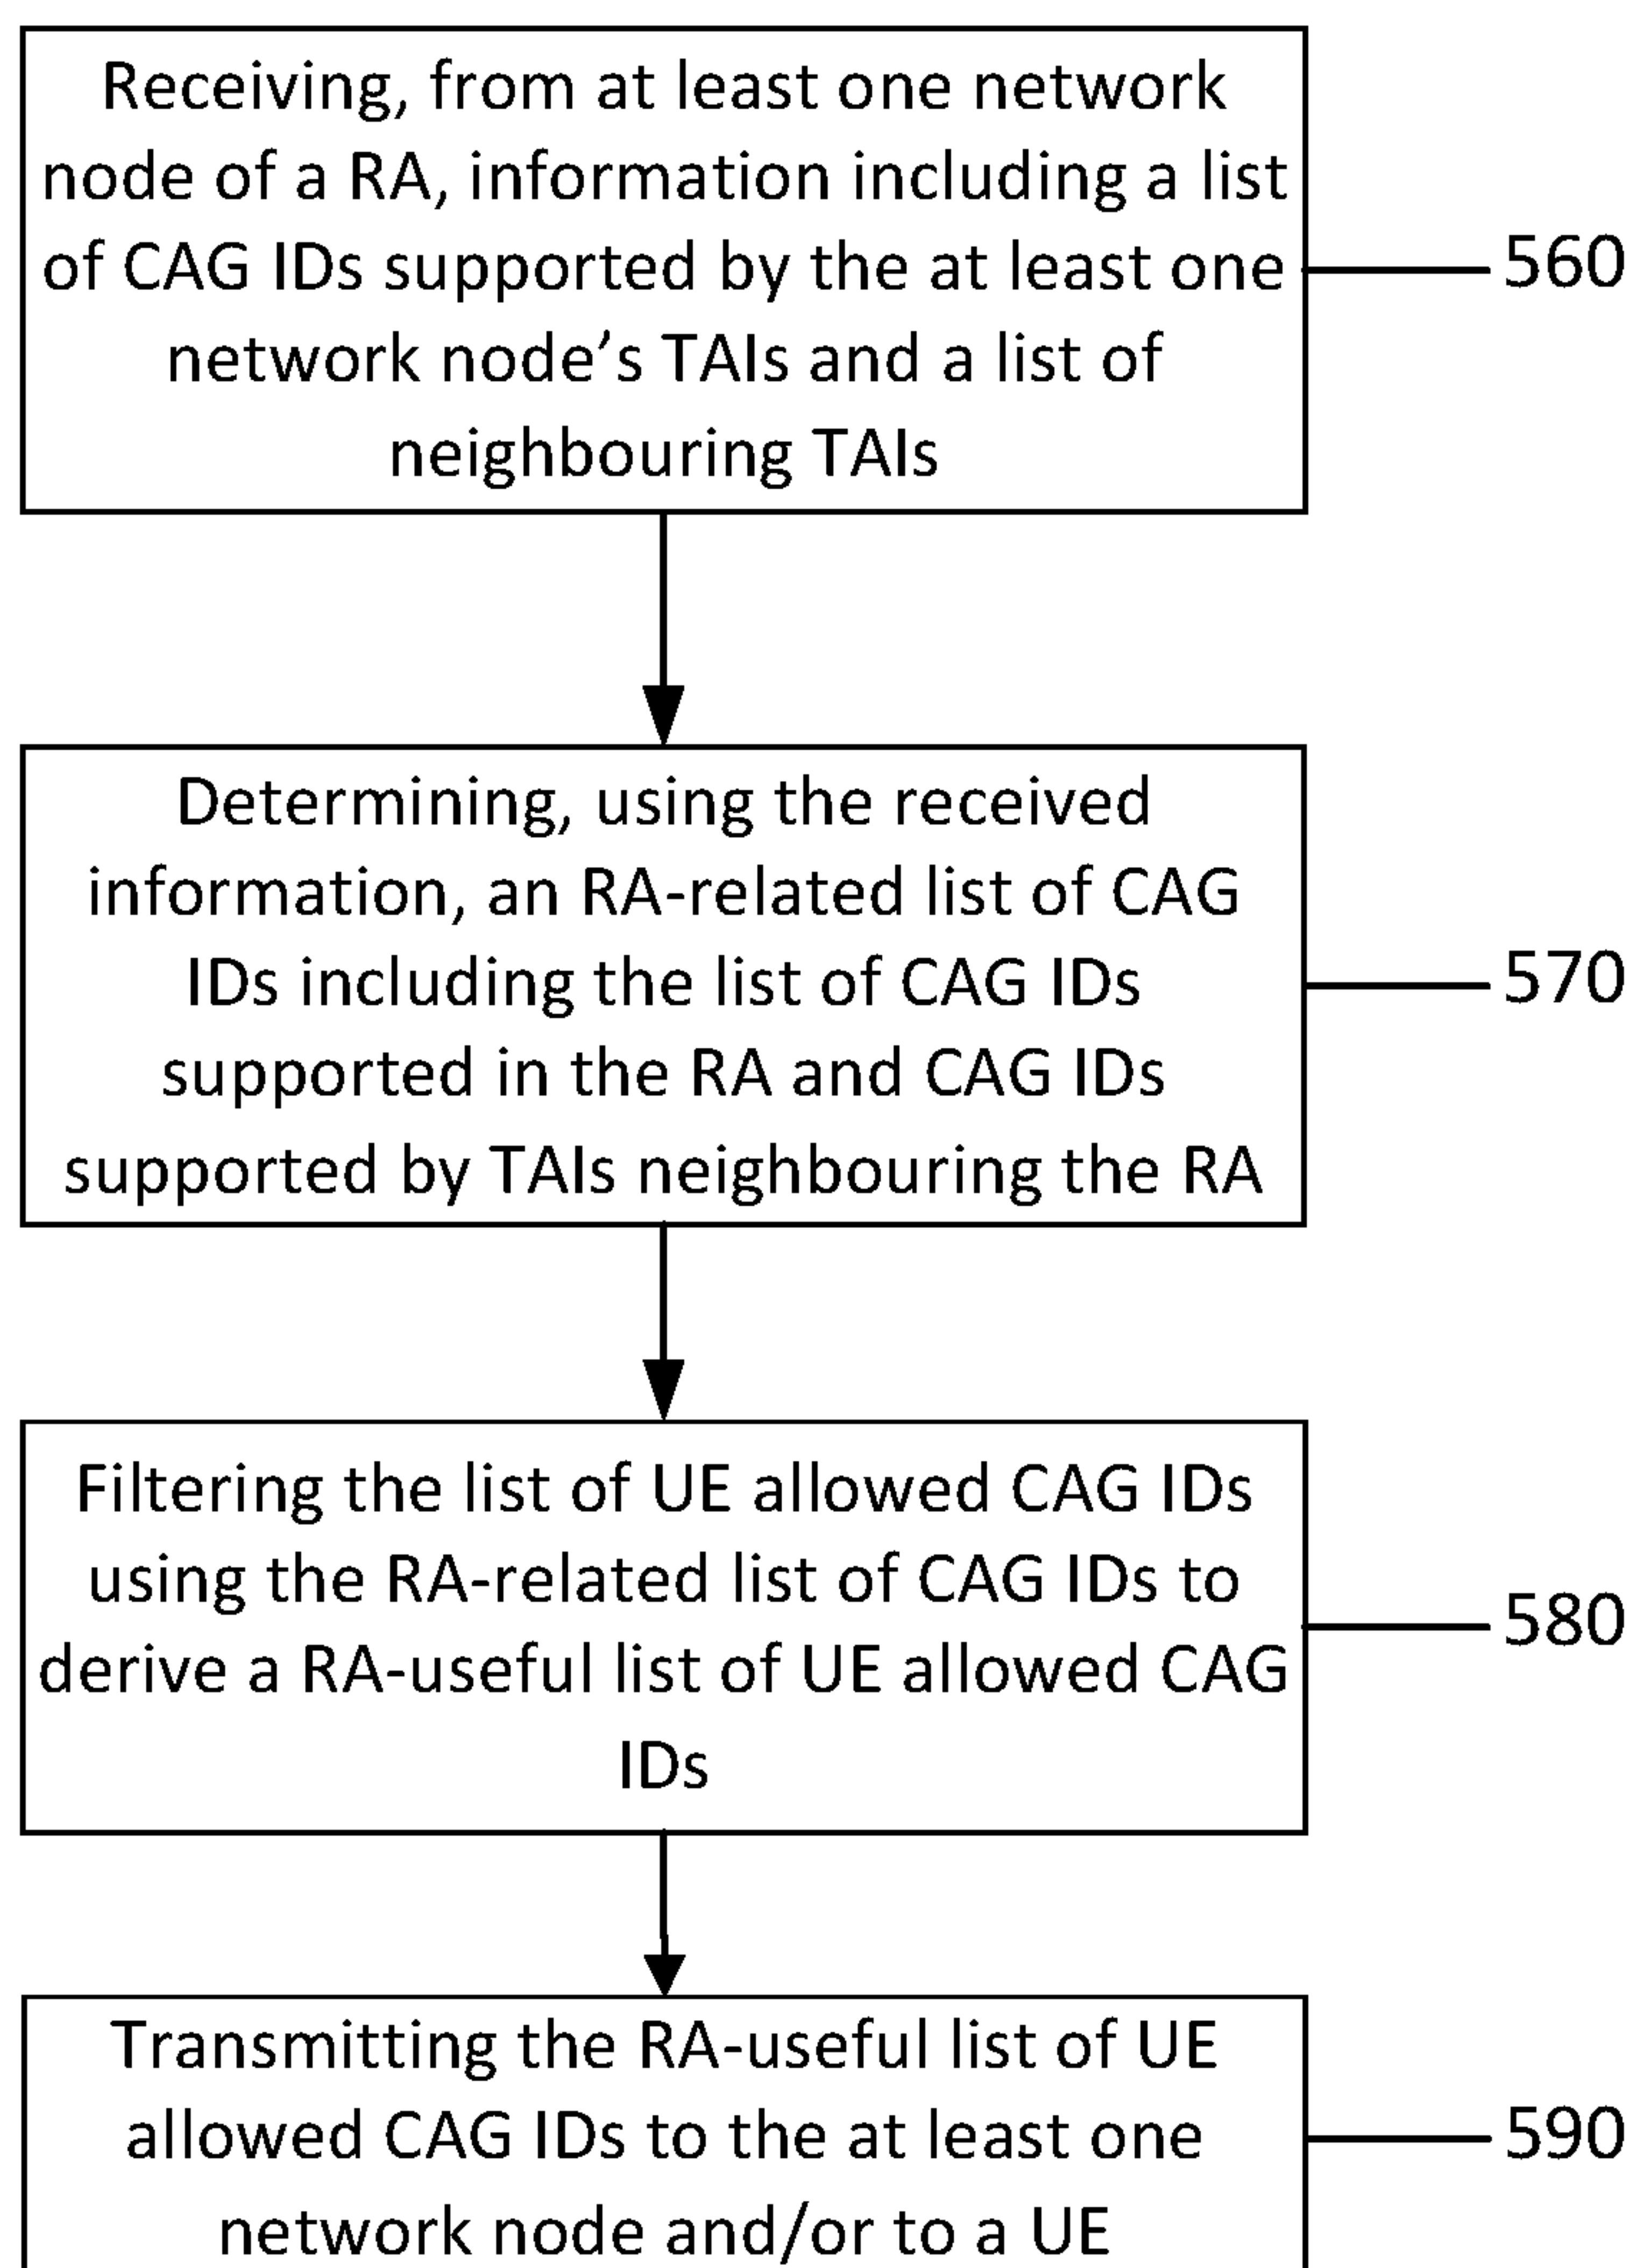 Receiving, from at least one network
node of a RA, information including a list
of CAG IDs supported by the at least one
network node's TAIs and a list of
neighbouring TAIs
560
Determining, using the received
information, an RA-related list of CAG
IDs including the list of CAG IDs
supported in the RA and CAG IDs
supported by TAIs neighbouring the RA
570
Filtering the list of UE allowed CAG IDs
using the RA-related list of CAG IDs to
derive a RA-useful list of UE allowed CAG
IDs
580
Transmitting the RA-useful list of UE
allowed CAG IDs to the at least one
network node and/or to a UE
590